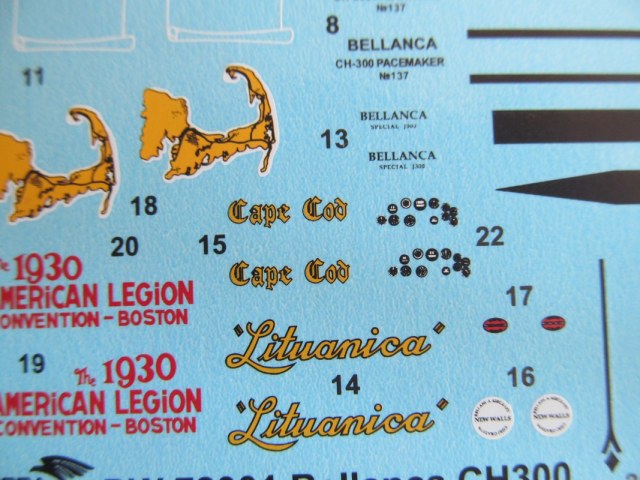 №137
8
BELLANCA
CH-300 PACEMAKER
№137
11
BELLANCA
SPECIAL J300
13
BELLANCA
SPECIAL J300
18
Cape Cod
20
15
22
Cape Cod
The 1930
AMERiCAN LEGiON
CONVENTION – BOSTON
17
"Lituanica"
19
The 1930
14
16
AMERiCAN LEGiON
CONVENTION – BOSTON
"Lituanica"
NEW WALLS
NEW WALLS
Bellanca CH300